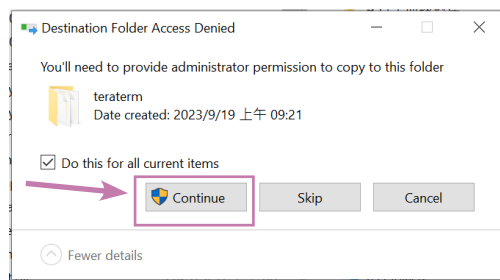 Destination Folder Access Denied
You'll need to provide administrator permission to copy to this folder
teraterm
Date created: 2023/9/19 上午 09:21
Do this for all current items
Continue Skip Cancel
Fewer details